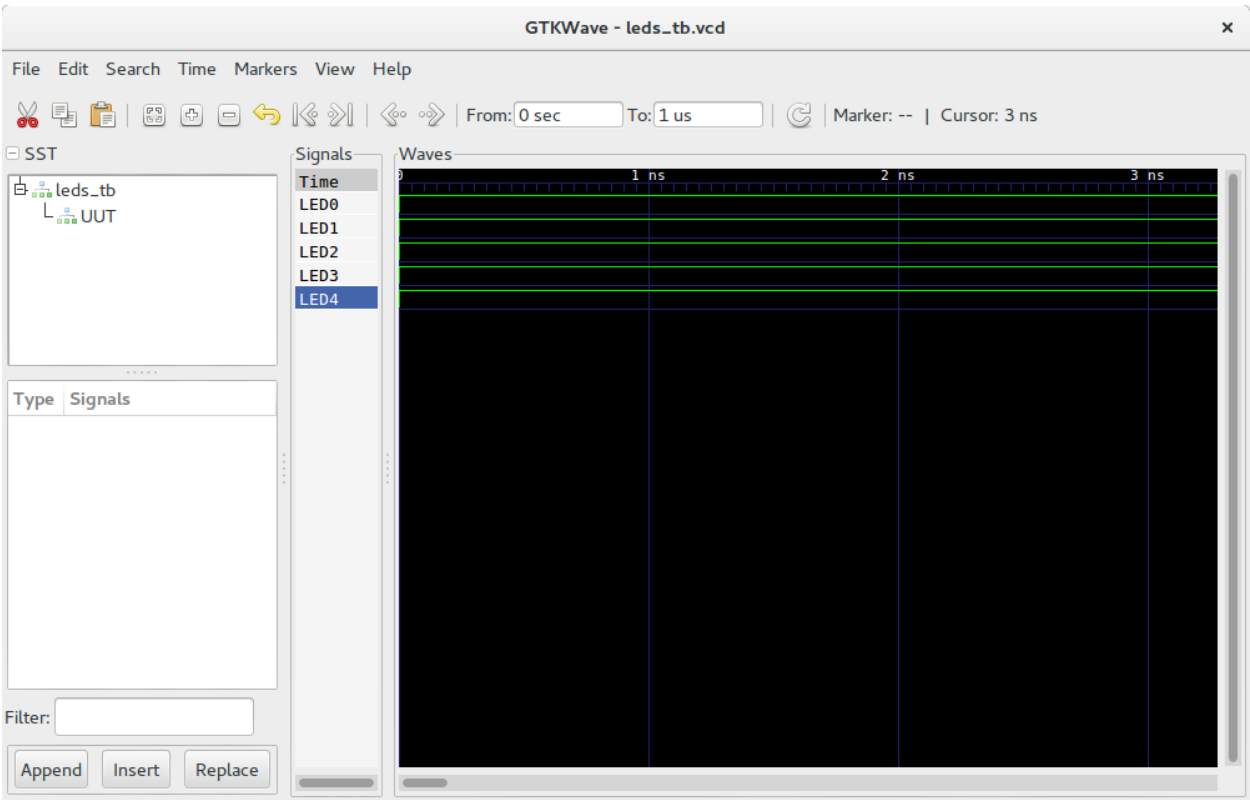 GTKWave - leds_tb.vcd
×
File Edit Search Time Markers View Help
From: 0 sec To: 1 us Marker: -- | Cursor: 3 ns
SST
leds_tb
UUT
Type Signals
Filter:
Append Insert Replace
Signals
Time
LED0
LED1
LED2
LED3
LED4
Waves
0 1 ns 2 ns 3 ns